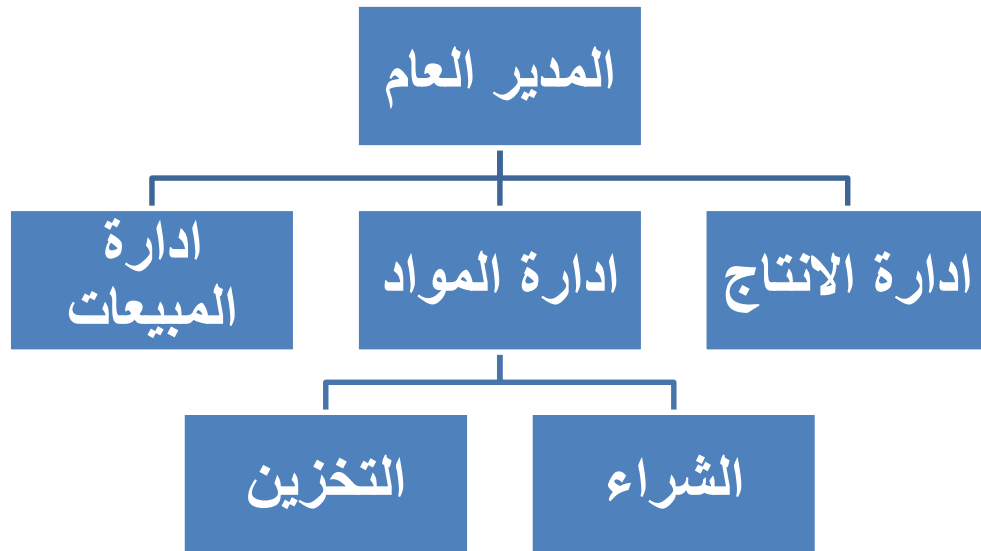 المدير العام
ادارة الانتاج
ادارة المواد
ادارة
المبيعات
الشراء
التخزين